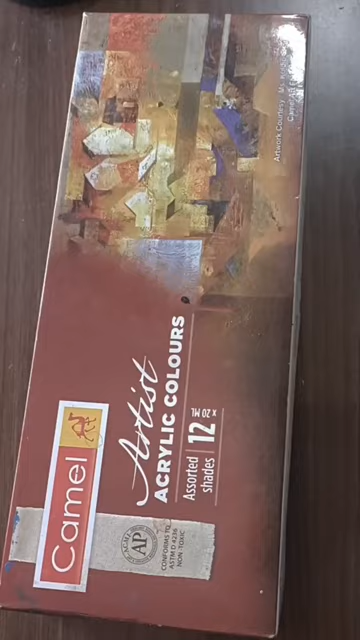 Camel
Artist
ACRYLIC COLOURS
Assorted
shades
12
x 20 ML
AP
CONFORMS TO
ASTM D 4236
NON-TOXIC
Artwork Courtesy